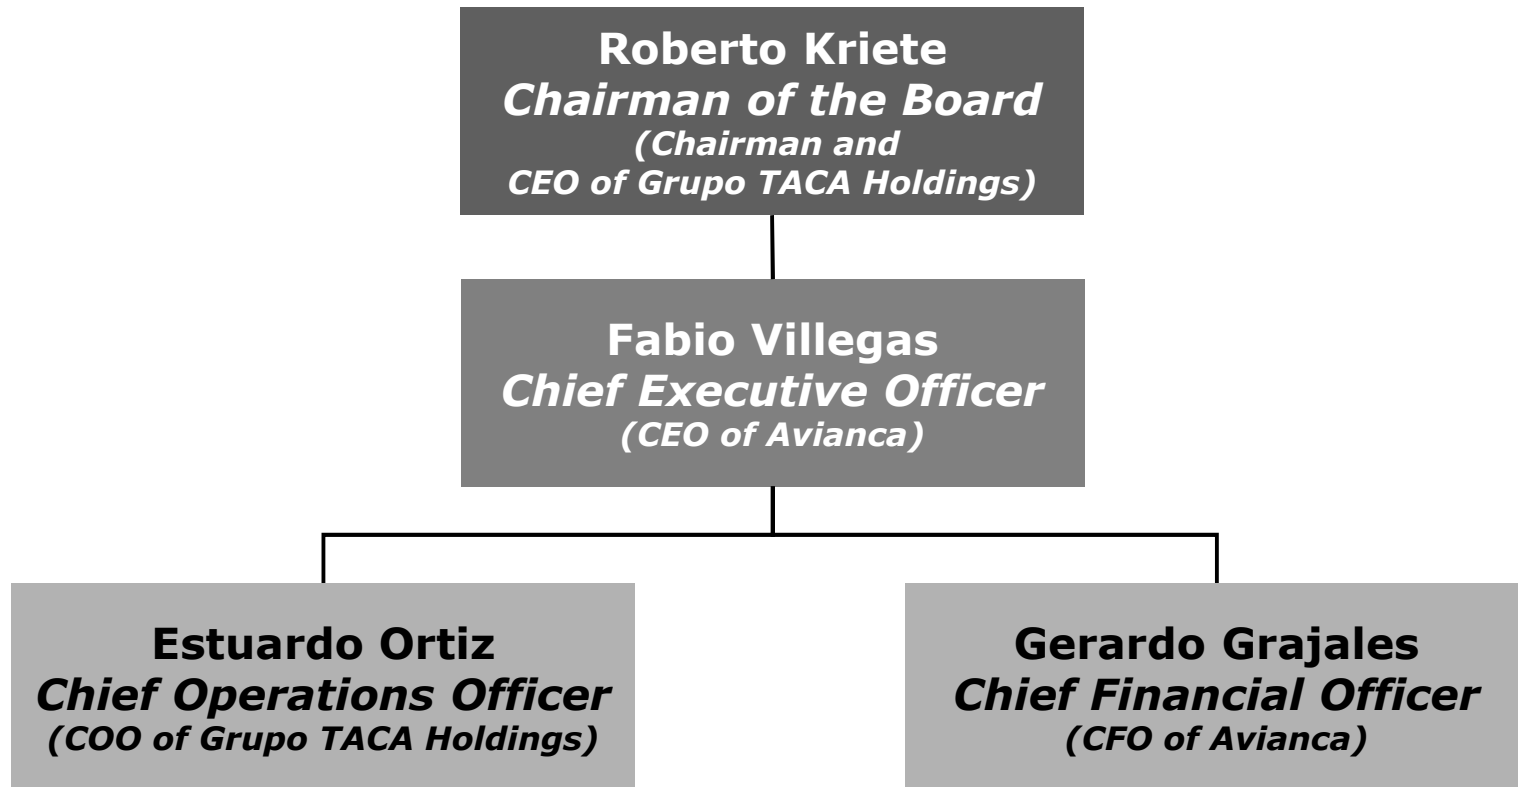 Roberto Kriete
Chairman of the Board
(Chairman and
CEO of Grupo TACA Holdings)
Fabio Villegas
Chief Executive Officer
(CEO of Avianca)
Estuardo Ortiz
Chief Operations Officer
(COO of Grupo TACA Holdings)
Gerardo Grajales
Chief Financial Officer
(CFO of Avianca)